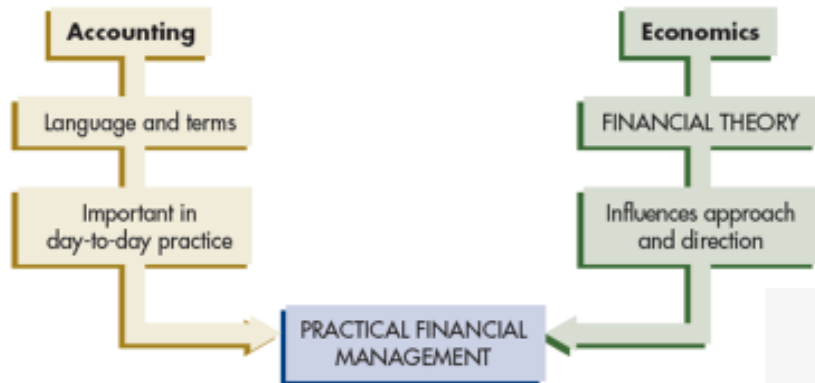 Accounting
Language and terms
Important in
day-to-day practice
Economics
FINANCIAL THEORY
Influences approach
and direction
PRACTICAL FINANCIAL
MANAGEMENT